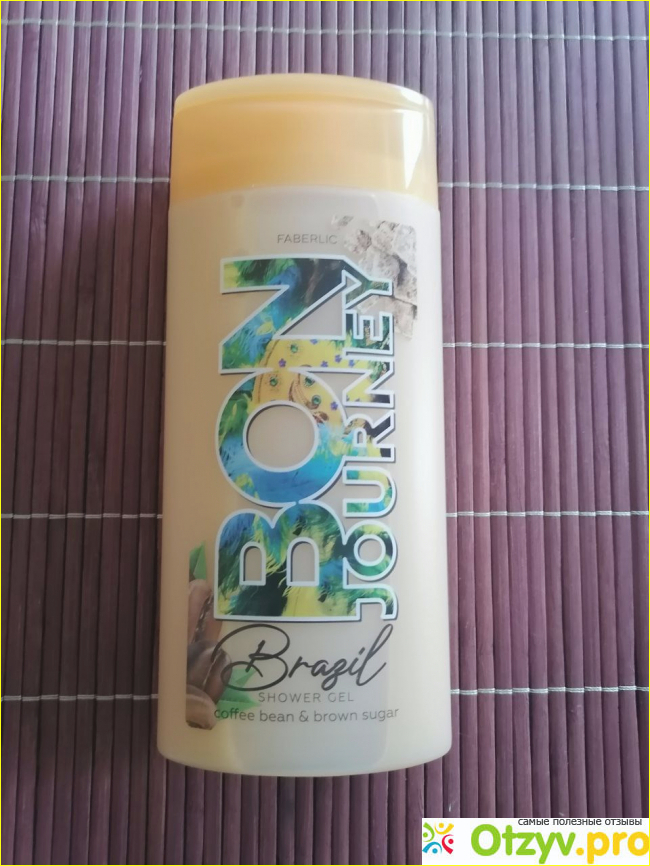 FABERLIC
BON
JOURNEY
Brazil
SHOWER GEL
coffee bean & brown sugar
самые полезные отзывы
Otzyv.pro